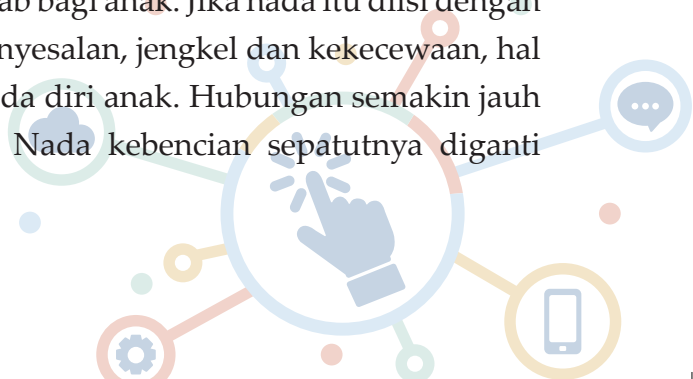 bagi anak. Jika nada itu diisi dengan
nyesalan, jengkel dan kekecewaan, hal
da diri anak. Hubungan semakin jauh
Nada kebencian sepatutnya diganti